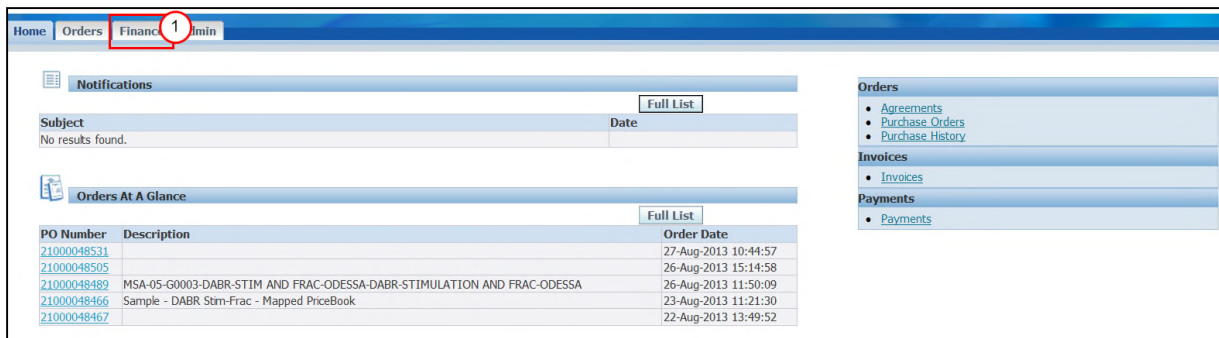 Home Orders Finance 1 Admin
Notifications
Full List
Subject Date
No results found.
Orders At A Glance
Full List
PO Number Description Order Date
21000048531 27-Aug-2013 10:44:57
21000048505 26-Aug-2013 15:14:58
21000048489 MSA-05-G0003-DABR-STIM AND FRAC-ODESSA-DABR-STIMULATION AND FRAC-ODESSA 26-Aug-2013 11:50:09
21000048466 Sample - DABR Stim-Frac - Mapped PriceBook 23-Aug-2013 11:21:30
21000048467 22-Aug-2013 13:49:52
Orders
• Agreements
• Purchase Orders
• Purchase History
Invoices
• Invoices
Payments
• Payments